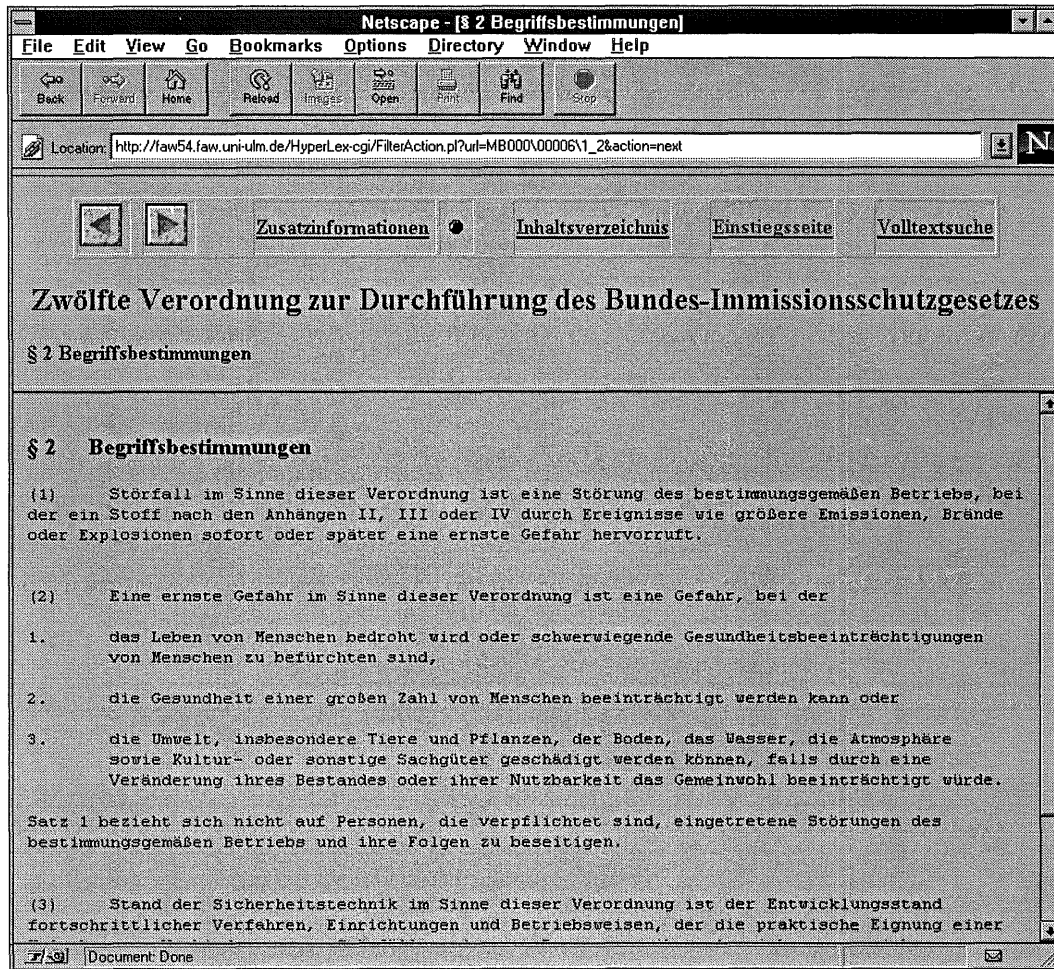 Netscape - [§ 2 Begriffsbestimmungen]
File Edit View Go Bookmarks Options Directory Window Help
Back Forward Home Reload Images Open Print Find Stop
Location: http://faw54.faw.uni-ulm.de/HyperLex-cgi/FilterAction.pl?url=MB000\00006\1_2&action=next
N
Zusatzinformationen Inhaltsverzeichnis Einstiegsseite Volltextsuche
Zwölfte Verordnung zur Durchführung des Bundes-Immissionsschutzgesetzes
§ 2 Begriffsbestimmungen
§ 2 Begriffsbestimmungen
(1) Störfall im Sinne dieser Verordnung ist eine Störung des bestimmungsgemäßen Betriebs, bei
der ein Stoff nach den Anhängen II, III oder IV durch Ereignisse wie größere Emissionen, Brände
oder Explosionen sofort oder später eine ernste Gefahr hervorruft.
(2) Eine ernste Gefahr im Sinne dieser Verordnung ist eine Gefahr, bei der
1. das Leben von Menschen bedroht wird oder schwerwiegende Gesundheitsbeeinträchtigungen
von Menschen zu befürchten sind,
2. die Gesundheit einer großen Zahl von Menschen beeinträchtigt werden kann oder
3. die Umwelt, insbesondere Tiere und Pflanzen, der Boden, das Wasser, die Atmosphäre
sowie Kultur- oder sonstige Sachgüter geschädigt werden können, falls durch eine
Veränderung ihres Bestandes oder ihrer Nutzbarkeit das Gemeinwohl beeinträchtigt würde.
Satz 1 bezieht sich nicht auf Personen, die verpflichtet sind, eingetretene Störungen des
bestimmungsgemäßen Betriebs und ihre Folgen zu beseitigen.
(3) Stand der Sicherheitstechnik im Sinne dieser Verordnung ist der Entwicklungsstand
fortschrittlicher Verfahren, Einrichtungen und Betriebsweisen, der die praktische Eignung einer
Document: Done